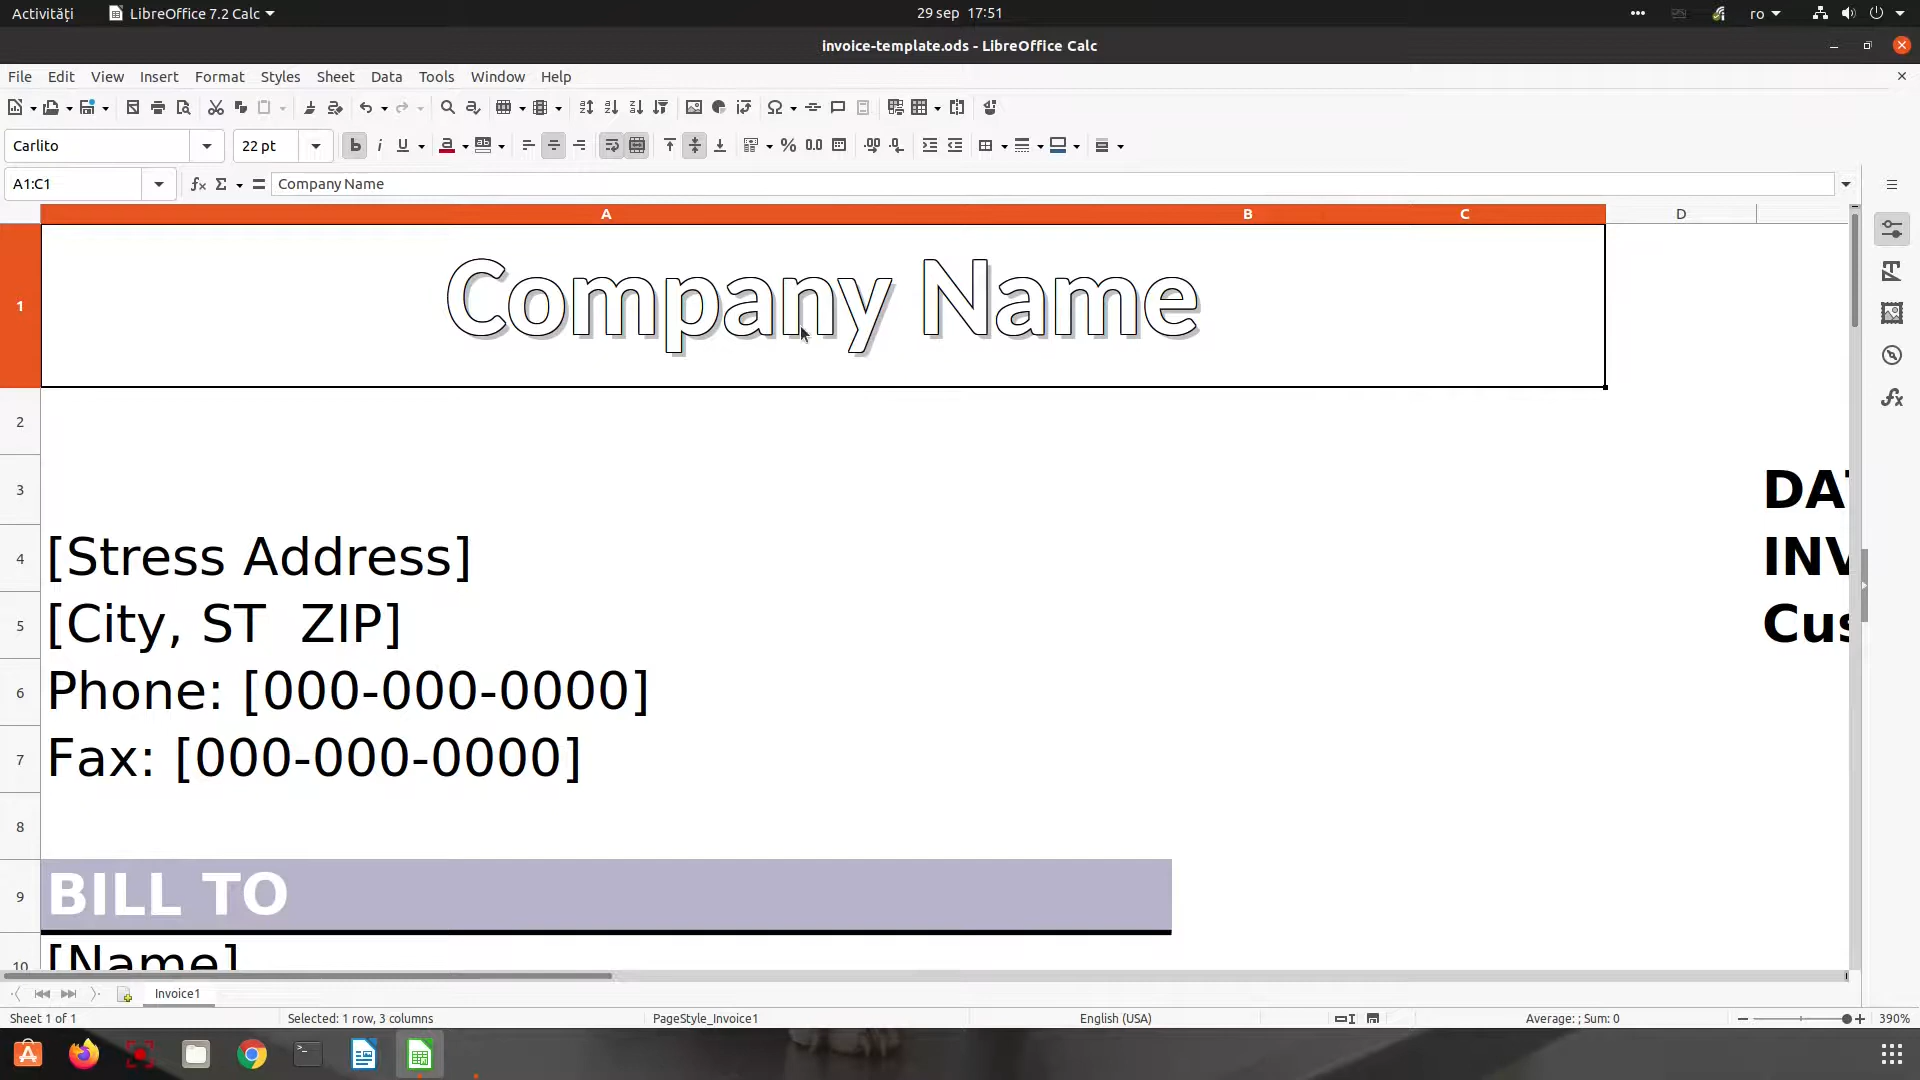 Activități LibreOffice 7.2 Calc 29 sep 17:51 ro
invoice-template.ods - LibreOffice Calc
File Edit View Insert Format Styles Sheet Data Tools Window Help
Carlito 22 pt
A1:C1 Company Name
A B C D
1 Company Name
2
3 DAT
4 [Stress Address] INV
5 [City, ST ZIP] Cus
6 Phone: [000-000-0000]
7 Fax: [000-000-0000]
8
9 BILL TO
10 [Name]
Invoice1
Sheet 1 of 1 Selected: 1 row, 3 columns PageStyle_Invoice1 English (USA) Average: ; Sum: 0 390%